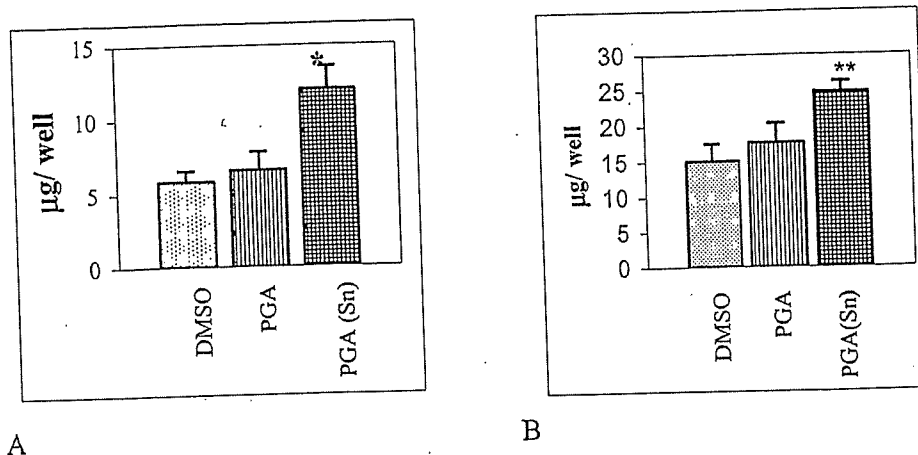 15
10
5
0
µg/ well
*
DMSO
PGA
PGA (Sn)
A
30
25
20
15
10
5
0
µg/ well
**
DMSO
PGA
PGA(Sn)
B